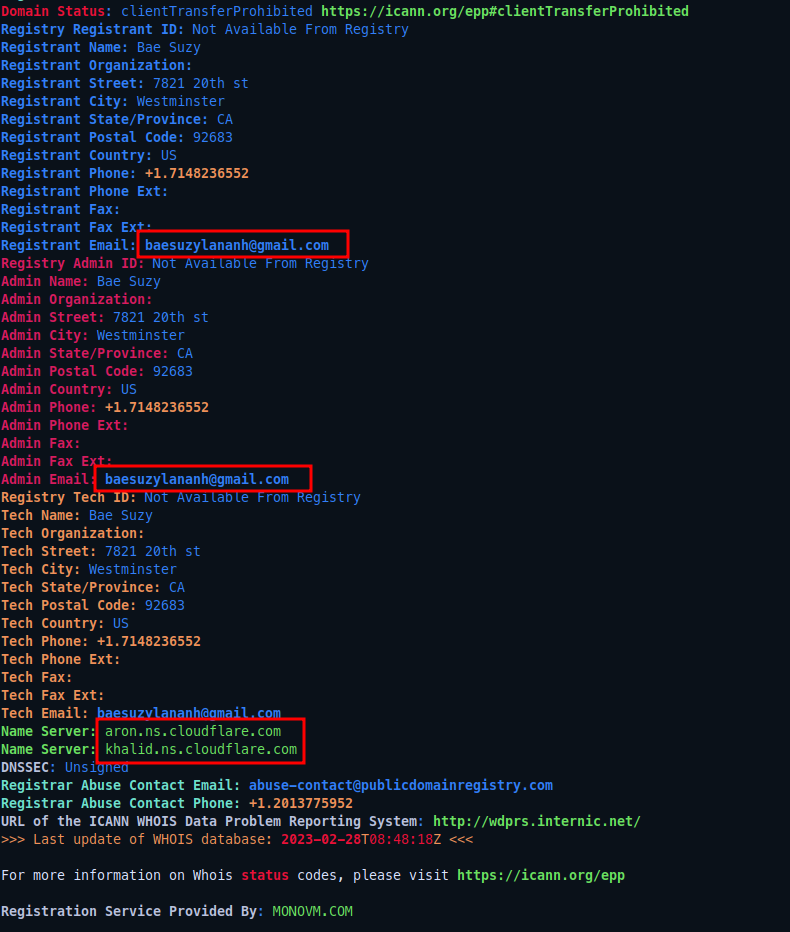 Domain Status: clientTransferProhibited https://icann.org/epp#clientTransferProhibited
Registry Registrant ID: Not Available From Registry
Registrant Name: Bae Suzy
Registrant Organization:
Registrant Street: 7821 20th st
Registrant City: Westminster
Registrant State/Province: CA
Registrant Postal Code: 92683
Registrant Country: US
Registrant Phone: +1.7148236552
Registrant Phone Ext:
Registrant Fax:
Registrant Fax Ext:
Registrant Email: baesuzylananh@gmail.com
Registry Admin ID: Not Available From Registry
Admin Name: Bae Suzy
Admin Organization:
Admin Street: 7821 20th st
Admin City: Westminster
Admin State/Province: CA
Admin Postal Code: 92683
Admin Country: US
Admin Phone: +1.7148236552
Admin Phone Ext:
Admin Fax:
Admin Fax Ext:
Admin Email: baesuzylananh@gmail.com
Registry Tech ID: Not Available From Registry
Tech Name: Bae Suzy
Tech Organization:
Tech Street: 7821 20th st
Tech City: Westminster
Tech State/Province: CA
Tech Postal Code: 92683
Tech Country: US
Tech Phone: +1.7148236552
Tech Phone Ext:
Tech Fax:
Tech Fax Ext:
Tech Email: baesuzylananh@gmail.com
Name Server: aron.ns.cloudflare.com
Name Server: khalid.ns.cloudflare.com
DNSSEC: Unsigned
Registrar Abuse Contact Email: abuse-contact@publicdomainregistry.com
Registrar Abuse Contact Phone: +1.2013775952
URL of the ICANN WHOIS Data Problem Reporting System: http://wdprs.internic.net/
>>> Last update of WHOIS database: 2023-02-28T08:48:18Z <<<
For more information on Whois status codes, please visit https://icann.org/epp
Registration Service Provided By: MONOVM.COM